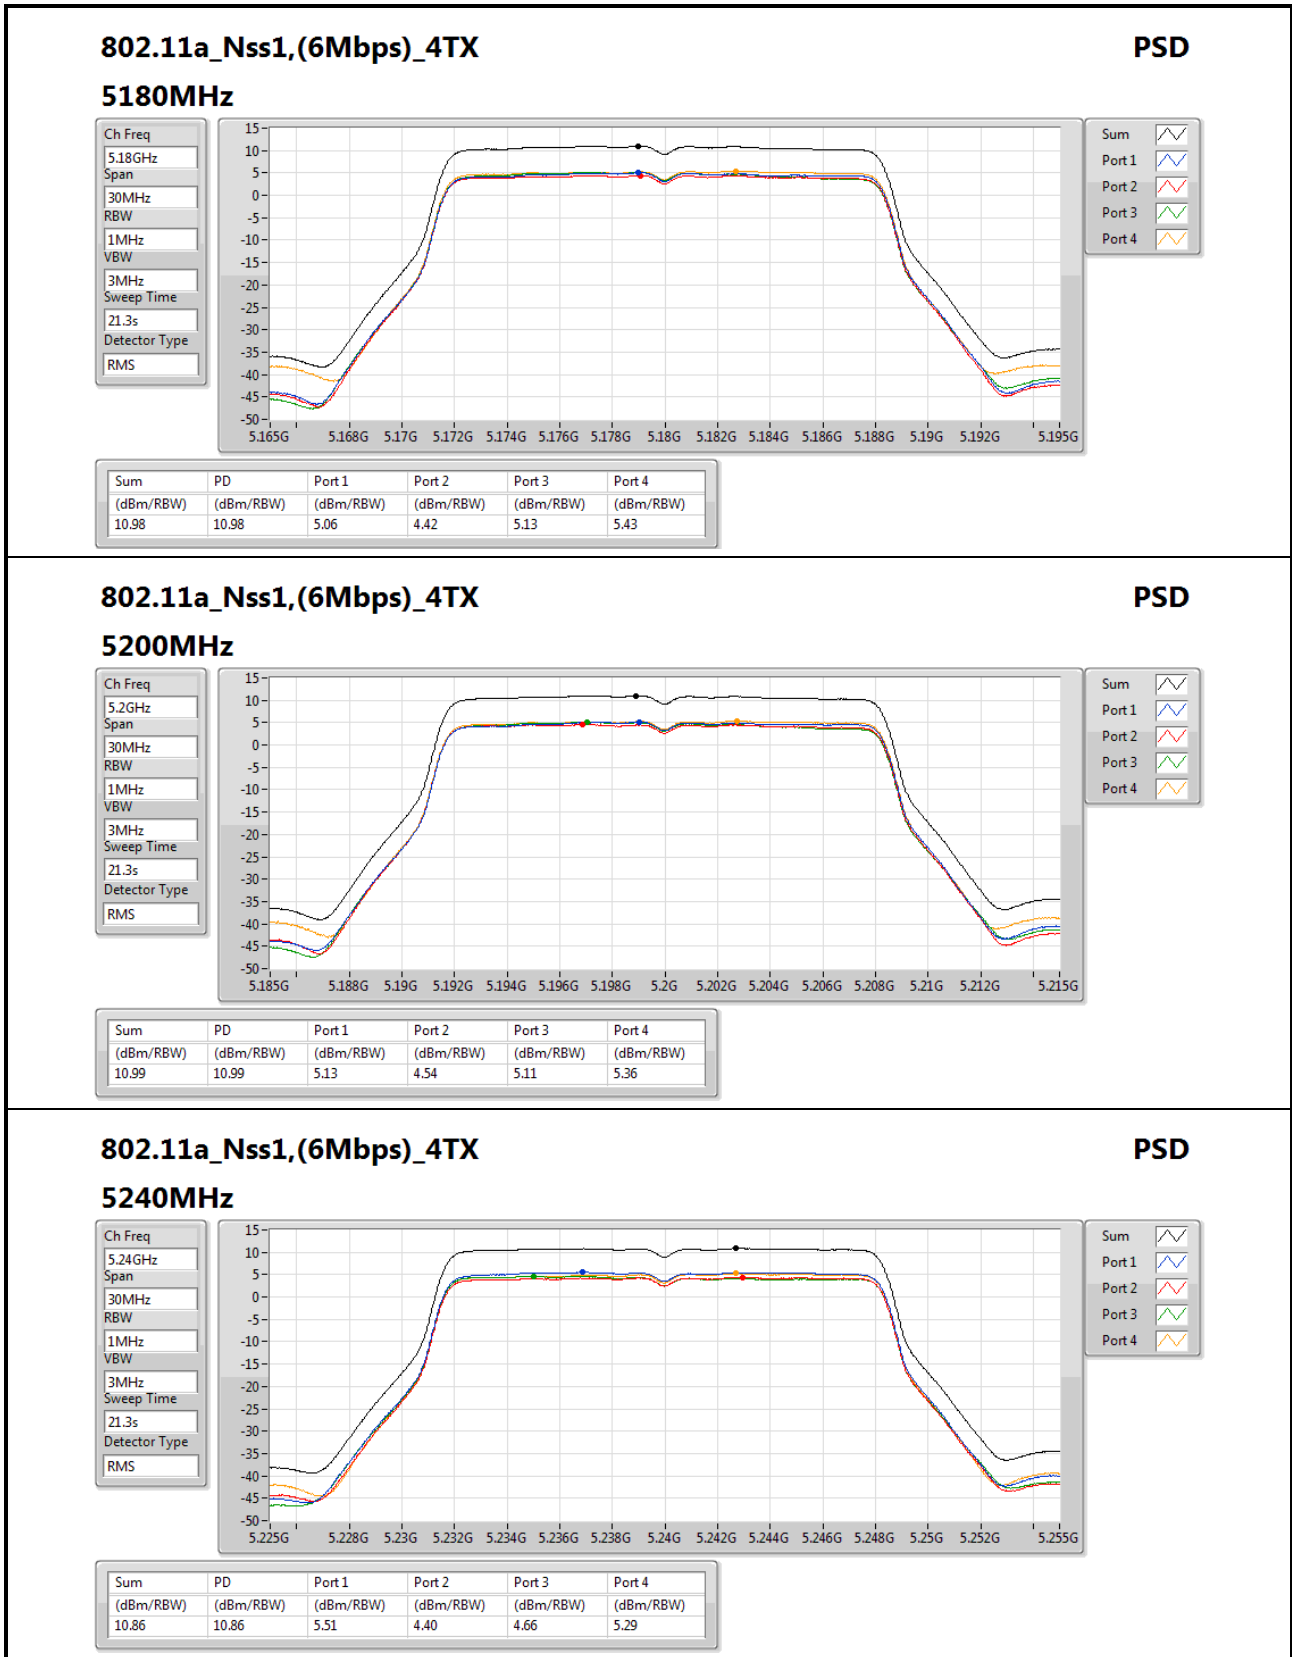 802.11a_Nss1,(6Mbps)_4TX PSD
5180MHz
Ch Freq
5.18GHz
Span
30MHz
RBW
1MHz
VBW
3MHz
Sweep Time
21.3s
Detector Type
RMS
15
10
5
0
-5
-10
-15
-20
-25
-30
-35
-40
-45
-50
5.165G 5.168G 5.17G 5.172G 5.174G 5.176G 5.178G 5.18G 5.182G 5.184G 5.186G 5.188G 5.19G 5.192G 5.195G
Sum
Port 1
Port 2
Port 3
Port 4
Sum PD Port 1 Port 2 Port 3 Port 4
(dBm/RBW) (dBm/RBW) (dBm/RBW) (dBm/RBW) (dBm/RBW) (dBm/RBW)
10.98 10.98 5.06 4.42 5.13 5.43
802.11a_Nss1,(6Mbps)_4TX PSD
5200MHz
Ch Freq
5.2GHz
Span
30MHz
RBW
1MHz
VBW
3MHz
Sweep Time
21.3s
Detector Type
RMS
15
10
5
0
-5
-10
-15
-20
-25
-30
-35
-40
-45
-50
5.185G 5.188G 5.19G 5.192G 5.194G 5.196G 5.198G 5.2G 5.202G 5.204G 5.206G 5.208G 5.21G 5.212G 5.215G
Sum
Port 1
Port 2
Port 3
Port 4
Sum PD Port 1 Port 2 Port 3 Port 4
(dBm/RBW) (dBm/RBW) (dBm/RBW) (dBm/RBW) (dBm/RBW) (dBm/RBW)
10.99 10.99 5.13 4.54 5.11 5.36
802.11a_Nss1,(6Mbps)_4TX PSD
5240MHz
Ch Freq
5.24GHz
Span
30MHz
RBW
1MHz
VBW
3MHz
Sweep Time
21.3s
Detector Type
RMS
15
10
5
0
-5
-10
-15
-20
-25
-30
-35
-40
-45
-50
5.225G 5.228G 5.23G 5.232G 5.234G 5.236G 5.238G 5.24G 5.242G 5.244G 5.246G 5.248G 5.25G 5.252G 5.255G
Sum
Port 1
Port 2
Port 3
Port 4
Sum PD Port 1 Port 2 Port 3 Port 4
(dBm/RBW) (dBm/RBW) (dBm/RBW) (dBm/RBW) (dBm/RBW) (dBm/RBW)
10.86 10.86 5.51 4.40 4.66 5.29